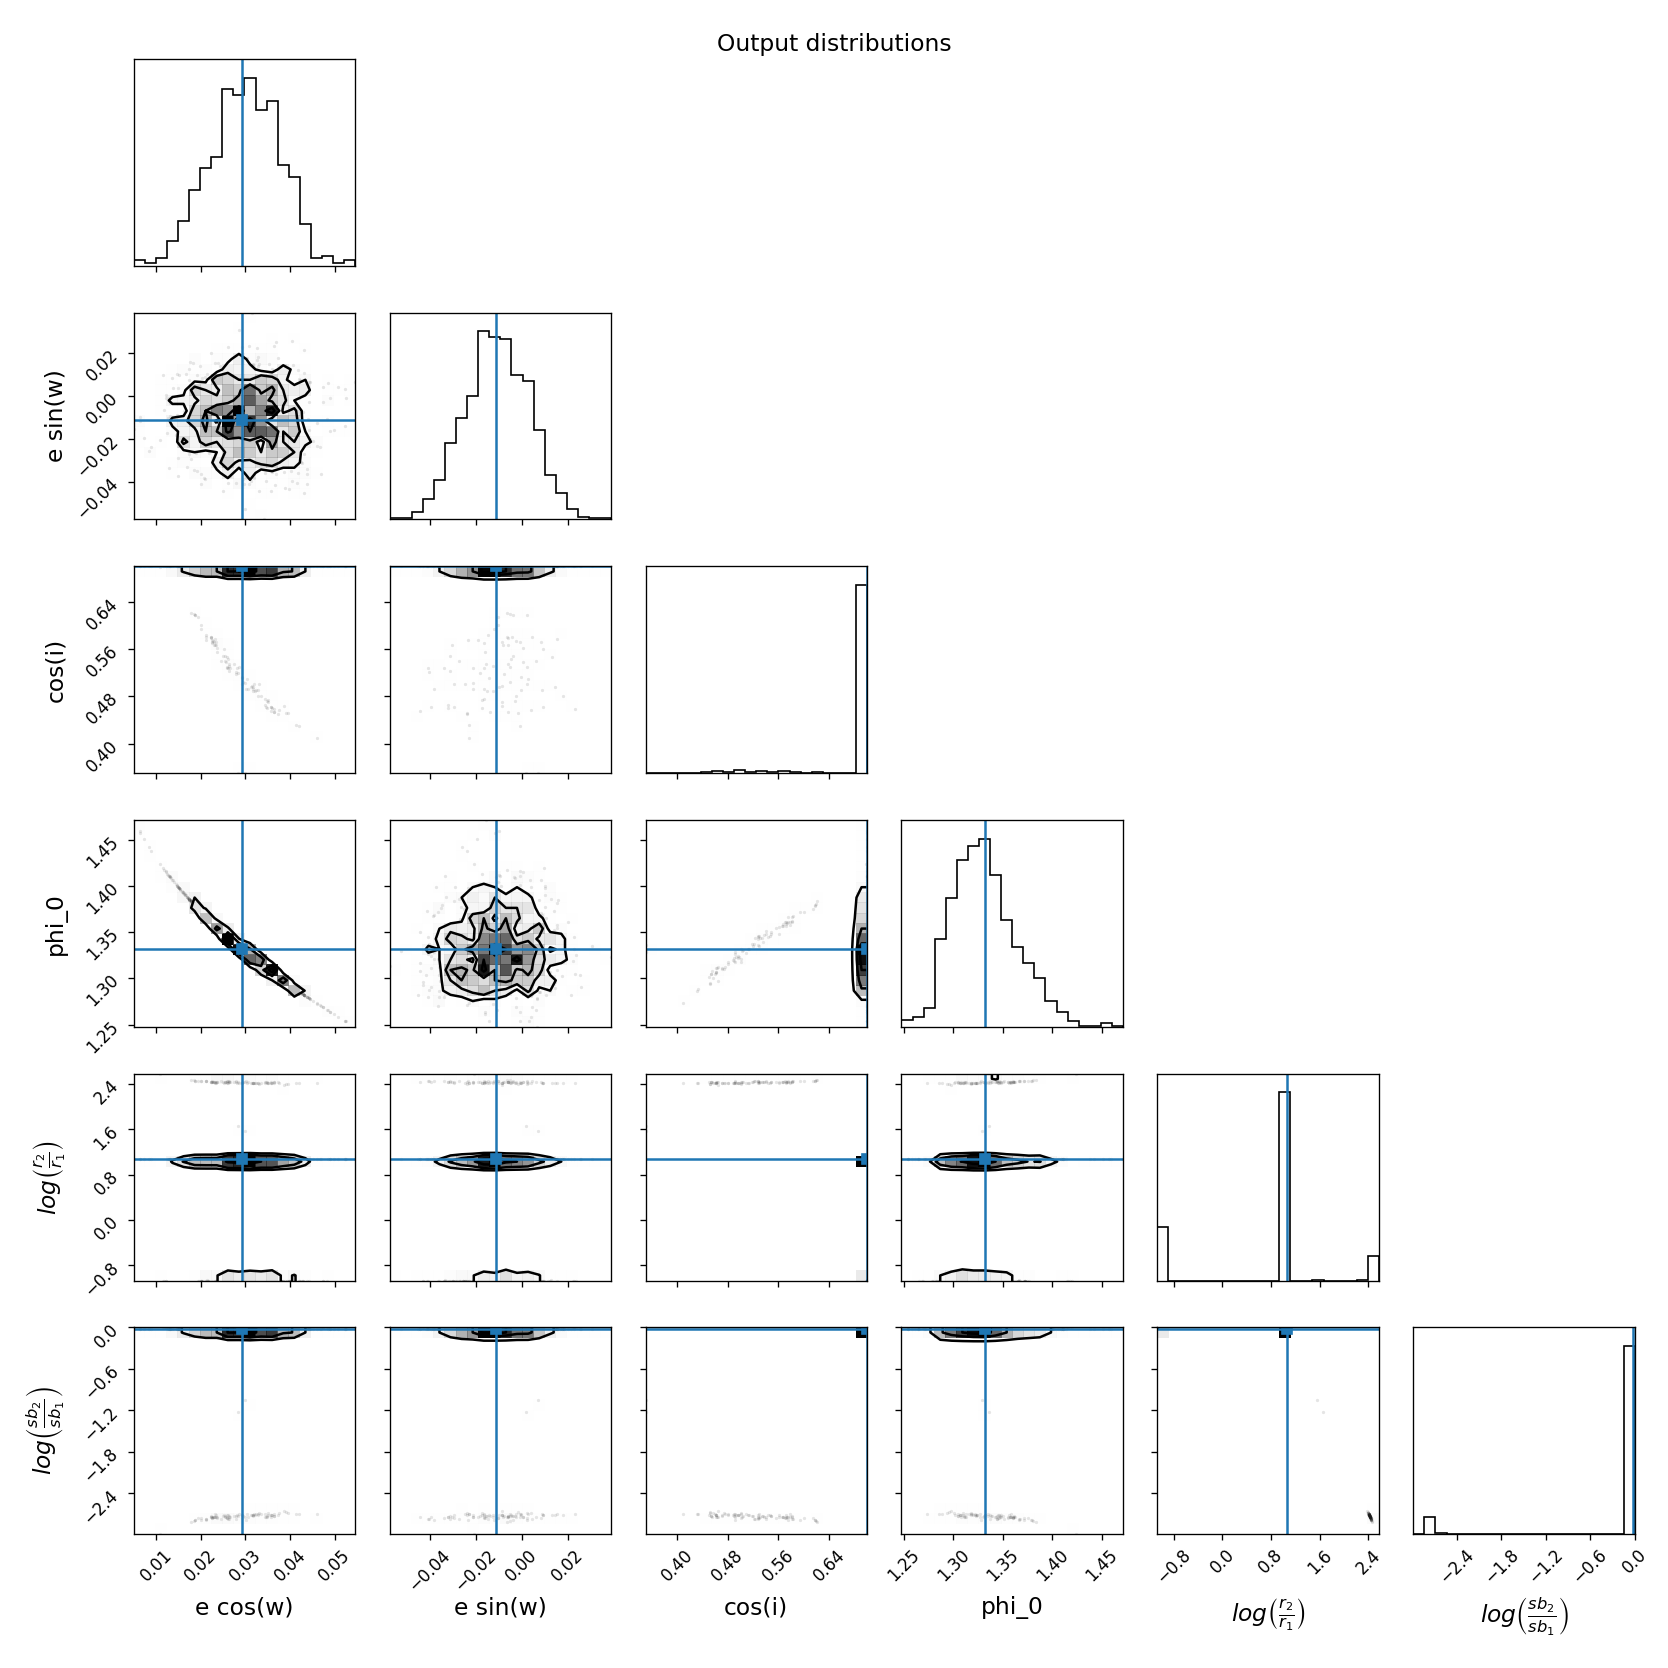 Output distributions
e sin(w)
0.02
0.00
−0.02
−0.04
cos(i)
0.64
0.56
0.48
0.40
phi_0
1.45
1.40
1.35
1.30
1.25
log(r2/r1)
2.4
1.6
0.8
0.0
−0.8
log(sb2/sb1)
0.0
−0.6
−1.2
−1.8
−2.4
0.01 0.02 0.03 0.04 0.05
−0.04 −0.02 0.00 0.02
0.40 0.48 0.56 0.64
1.25 1.30 1.35 1.40 1.45
−0.8 0.0 0.8 1.6 2.4
−2.4 −1.8 −1.2 −0.6 0.0
e cos(w) e sin(w) cos(i) phi_0 log(r2/r1) log(sb2/sb1)